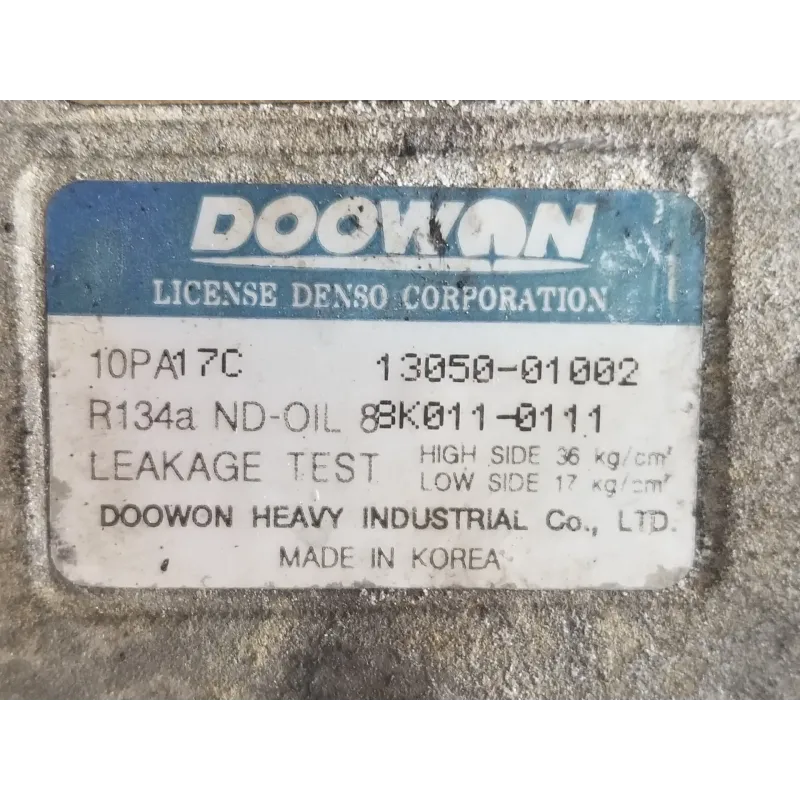 DOOWON
LICENSE DENSO CORPORATION
10PA17C 13050-01002
R134a ND-OIL 8 8K011-0111
LEAKAGE TEST HIGH SIDE 36 kg/cm²
LOW SIDE 17 kg/cm²
DOOWON HEAVY INDUSTRIAL Co., LTD.
MADE IN KOREA